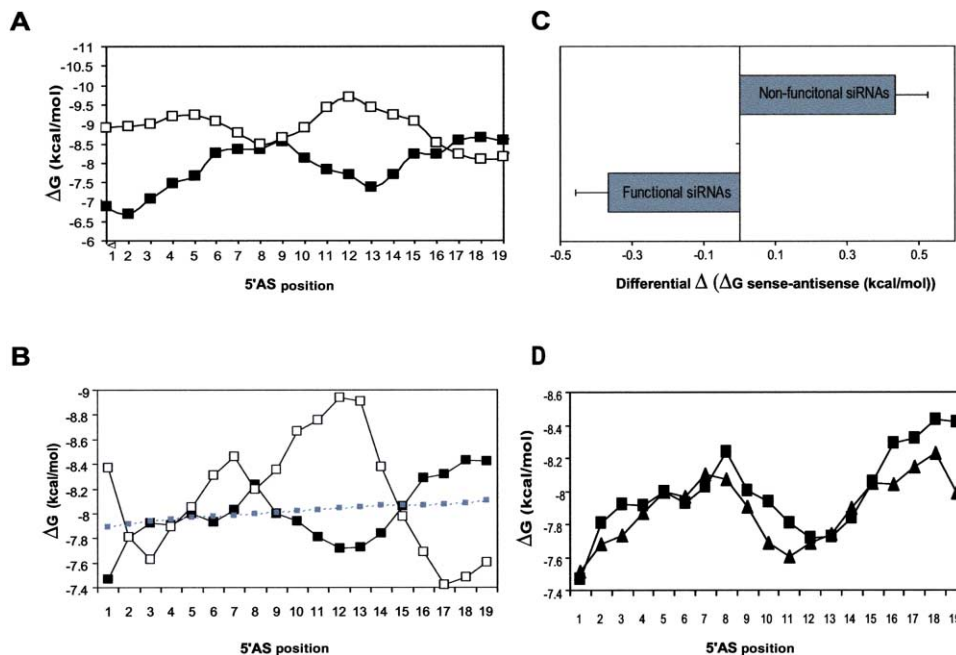 A
-11
-10.5
-10
-9.5
-9
-8.5
-8
-7.5
-7
-6.5
-6
ΔG (kcal/mol)
1 2 3 4 5 6 7 8 9 10 11 12 13 14 15 16 17 18 19
5'AS position
C
Non-funcitonal siRNAs
Functional siRNAs
-0.5 -0.3 -0.1 0.1 0.3 0.5
Differential Δ (ΔG sense-antisense (kcal/mol))
B
-9
-8.8
-8.6
-8.4
-8.2
-8
-7.8
-7.6
-7.4
ΔG (kcal/mol)
1 2 3 4 5 6 7 8 9 10 11 12 13 14 15 16 17 18 19
5'AS position
D
-8.6
-8.4
-8.2
-8
-7.8
-7.6
-7.4
ΔG (kcal/mol)
1 2 3 4 5 6 7 8 9 10 11 12 13 14 15 16 17 18 19
5'AS position